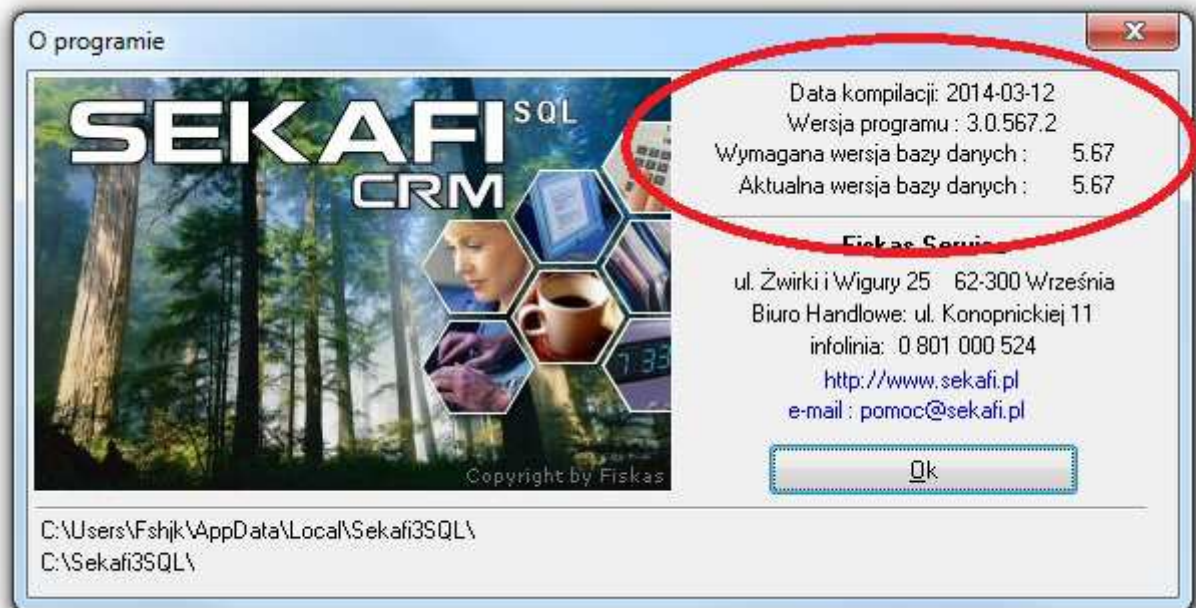 O programie
SEKAFI SQL
CRM
7:33
Copyright by Fiskas
Data kompilacji: 2014-03-12
Wersja programu : 3.0.567.2
Wymagana wersja bazy danych : 5.67
Aktualna wersja bazy danych : 5.67
Fiskas Serwis
ul. Żwirki i Wigury 25 62-300 Września
Biuro Handlowe: ul. Konopnickiej 11
infolinia: 0 801 000 524
http://www.sekafi.pl
e-mail : pomoc@sekafi.pl
Ok
C:\Users\Fshjk\AppData\Local\Sekafi3SQL\
C:\Sekafi3SQL\